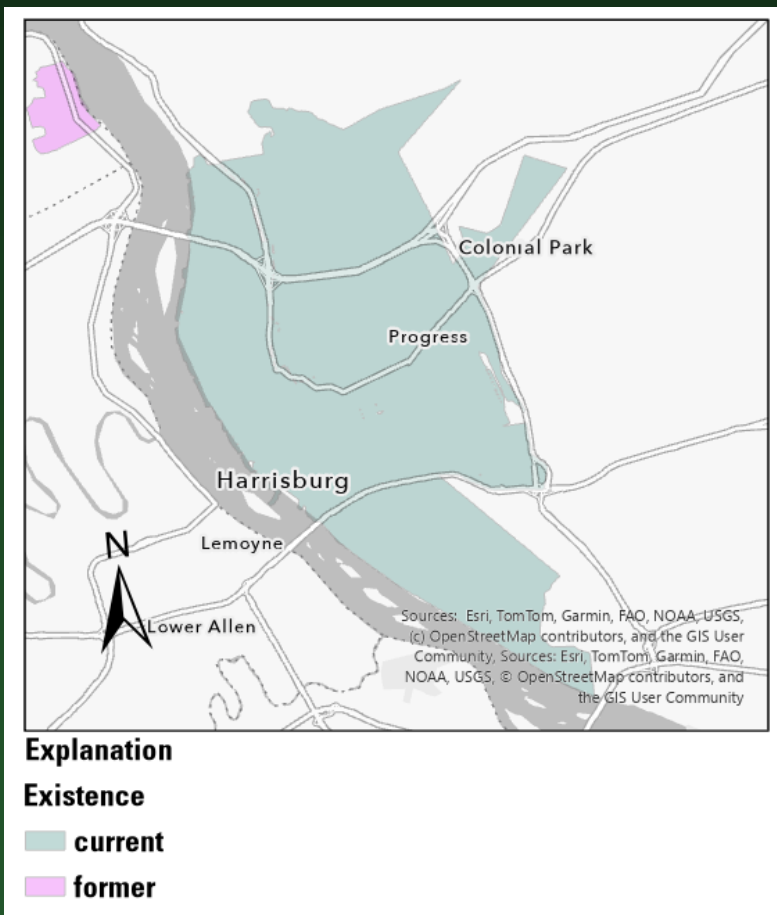 Colonial Park
Progress
Harrisburg
N
Lemoyne
Lower Allen
Sources: Esri, TomTom, Garmin, FAO, NOAA, USGS,
(c) OpenStreetMap contributors, and the GIS User
Community, Sources: Esri, TomTom, Garmin, FAO,
NOAA, USGS, © OpenStreetMap contributors, and
the GIS User Community
Explanation
Existence
current
former